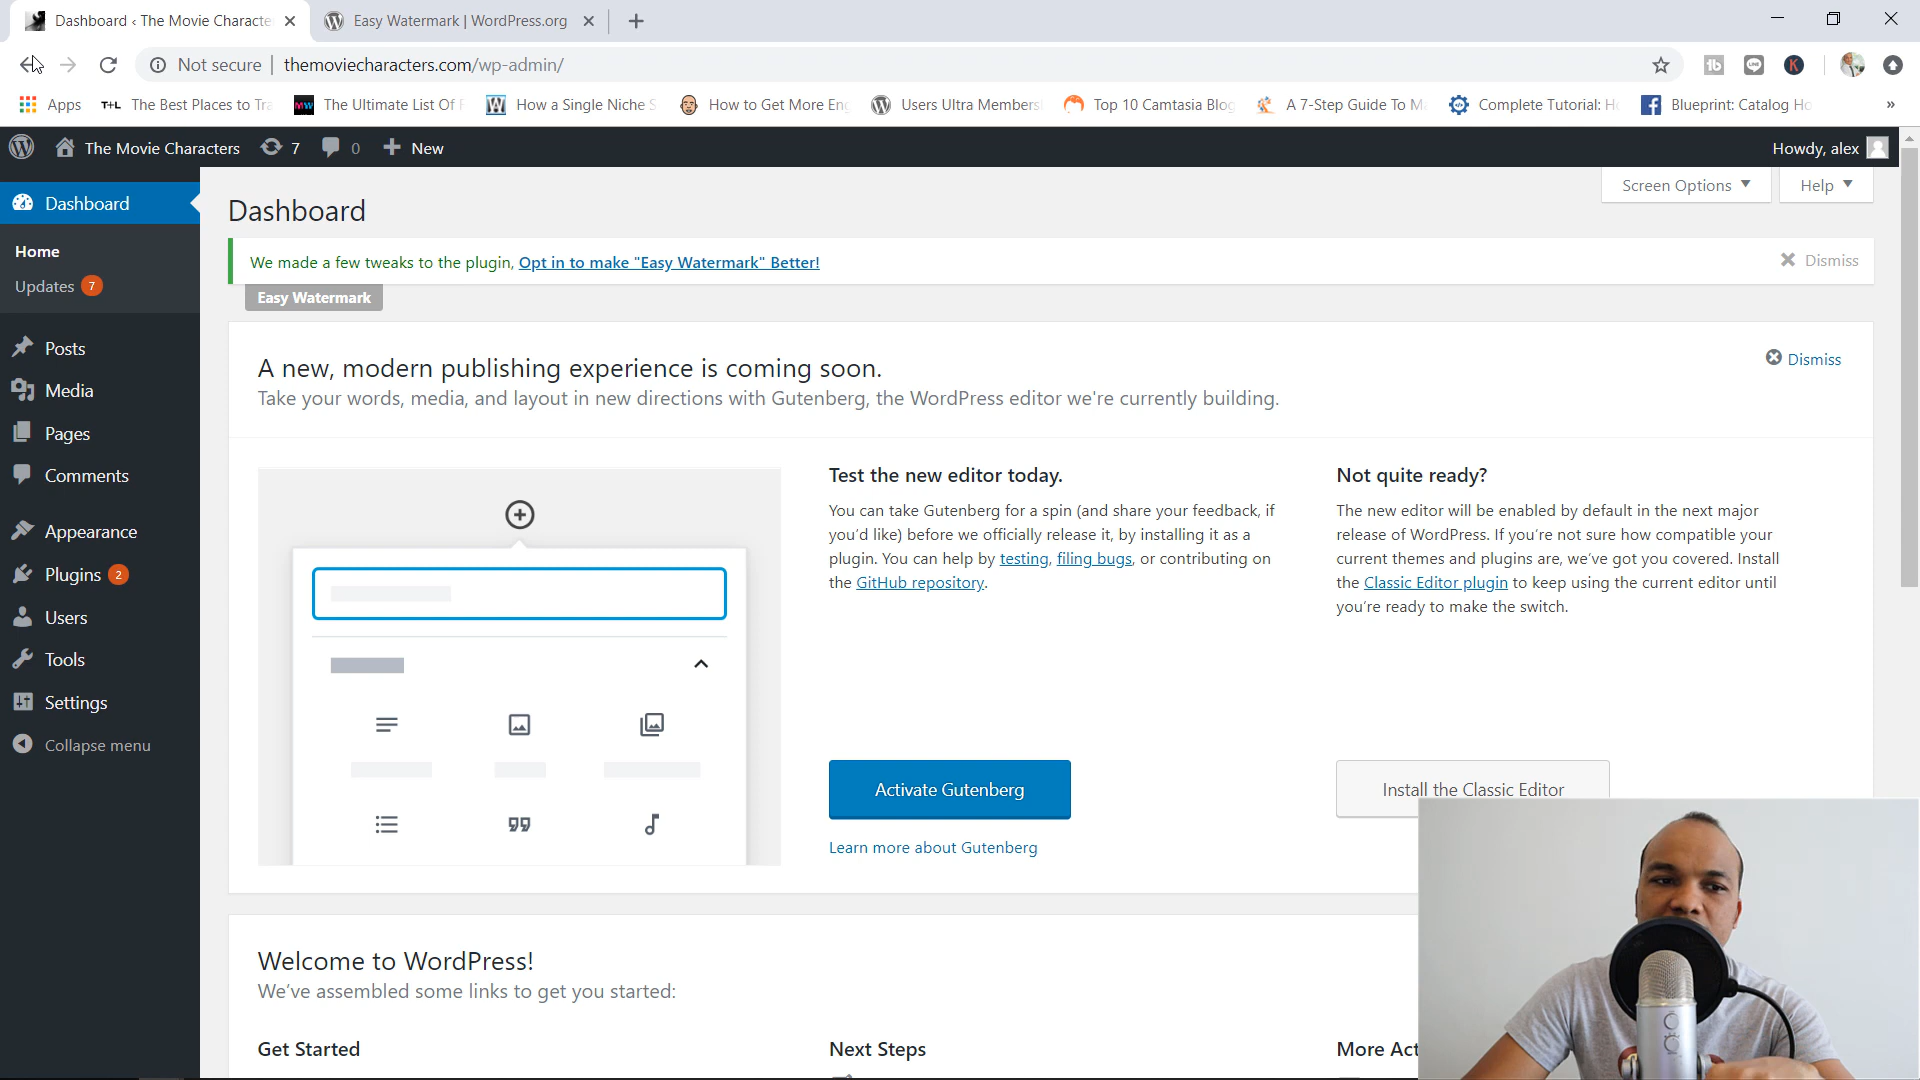 Dashboard ‹ The Movie Characte
Easy Watermark | WordPress.org
Not secure
themoviecharacters.com/wp-admin/
Apps
T+L The Best Places to Tra
MW The Ultimate List Of
How a Single Niche S
How to Get More En
Users Ultra Members
Top 10 Camtasia Blog
A 7-Step Guide To M
Complete Tutorial: H
Blueprint: Catalog Ho
»
The Movie Characters
7
0
New
Howdy, alex
Dashboard
Home
Updates 7
Posts
Media
Pages
Comments
Appearance
Plugins 2
Users
Tools
Settings
Collapse menu
Screen Options
Help
Dashboard
We made a few tweaks to the plugin, Opt in to make "Easy Watermark" Better!
Dismiss
Easy Watermark
A new, modern publishing experience is coming soon.
Dismiss
Take your words, media, and layout in new directions with Gutenberg, the WordPress editor we're currently building.
Test the new editor today.
You can take Gutenberg for a spin (and share your feedback, if
you'd like) before we officially release it, by installing it as a
plugin. You can help by testing, filing bugs, or contributing on
the GitHub repository.
Activate Gutenberg
Learn more about Gutenberg
Not quite ready?
The new editor will be enabled by default in the next major
release of WordPress. If you're not sure how compatible your
current themes and plugins are, we've got you covered. Install
the Classic Editor plugin to keep using the current editor until
you're ready to make the switch.
Install the Classic Editor
Welcome to WordPress!
We've assembled some links to get you started:
Get Started
Next Steps
More Act